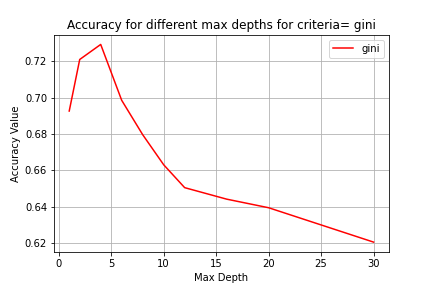 Accuracy for different max depths for criteria= gini
gini
Accuracy Value
0.72
0.70
0.68
0.66
0.64
0.62
0 5 10 15 20 25 30
Max Depth